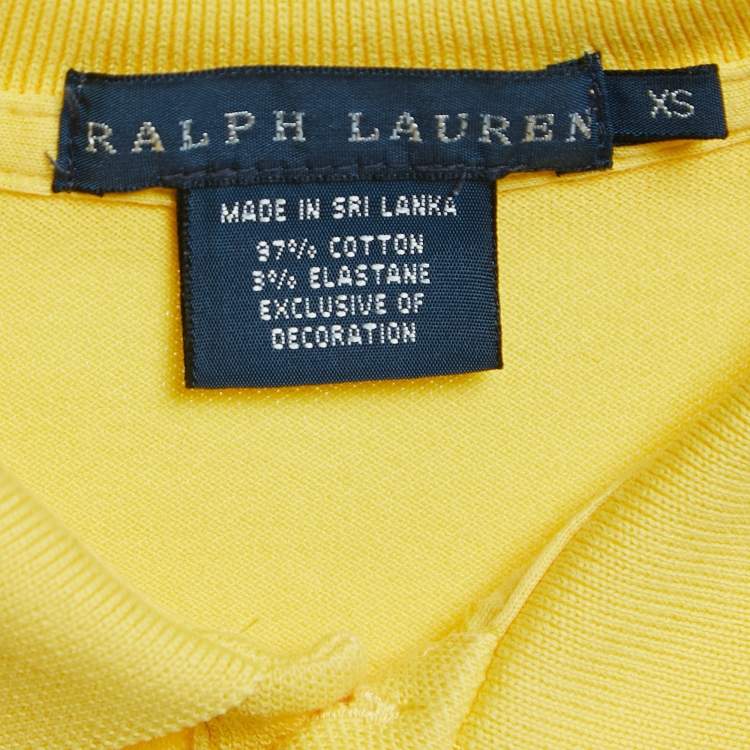 RALPH LAUREN
XS
MADE IN SRI LANKA
97% COTTON
3% ELASTANE
EXCLUSIVE OF
DECORATION